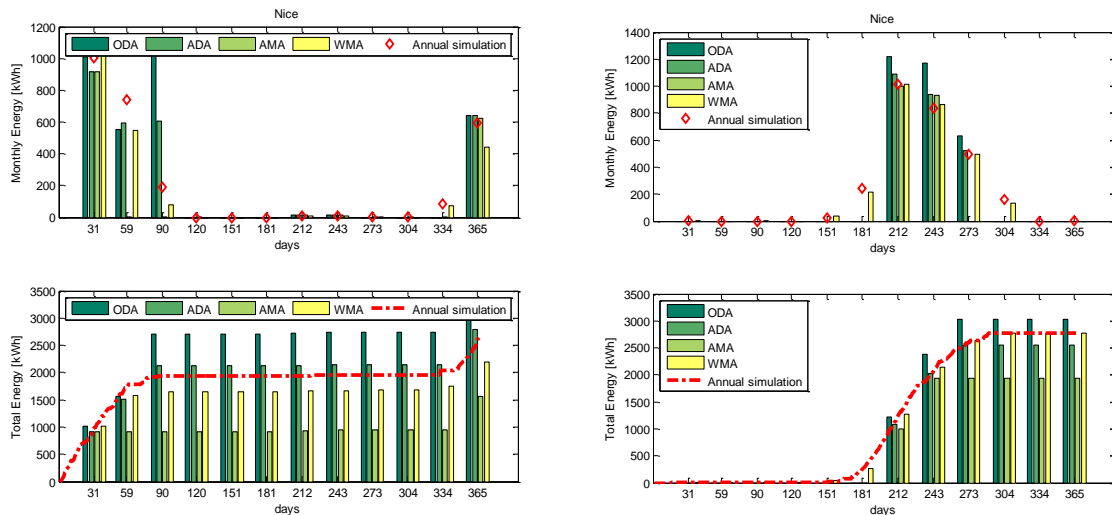 Nice
Monthly Energy [kWh]
1200
1000
800
600
400
200
0
ODA ADA AMA WMA Annual simulation
31 59 90 120 151 181 212 243 273 304 334 365
days
Nice
Monthly Energy [kWh]
1400
1200
1000
800
600
400
200
0
ODA
ADA
AMA
WMA
Annual simulation
31 59 90 120 151 181 212 243 273 304 334 365
days
Total Energy [kWh]
3500
3000
2500
2000
1500
1000
500
0
ODA ADA AMA WMA Annual simulation
31 59 90 120 151 181 212 243 273 304 334 365
days
Total Energy [kWh]
3500
3000
2500
2000
1500
1000
500
0
ODA
ADA
AMA
WMA
Annual simulation
31 59 90 120 151 181 212 243 273 304 334 365
days